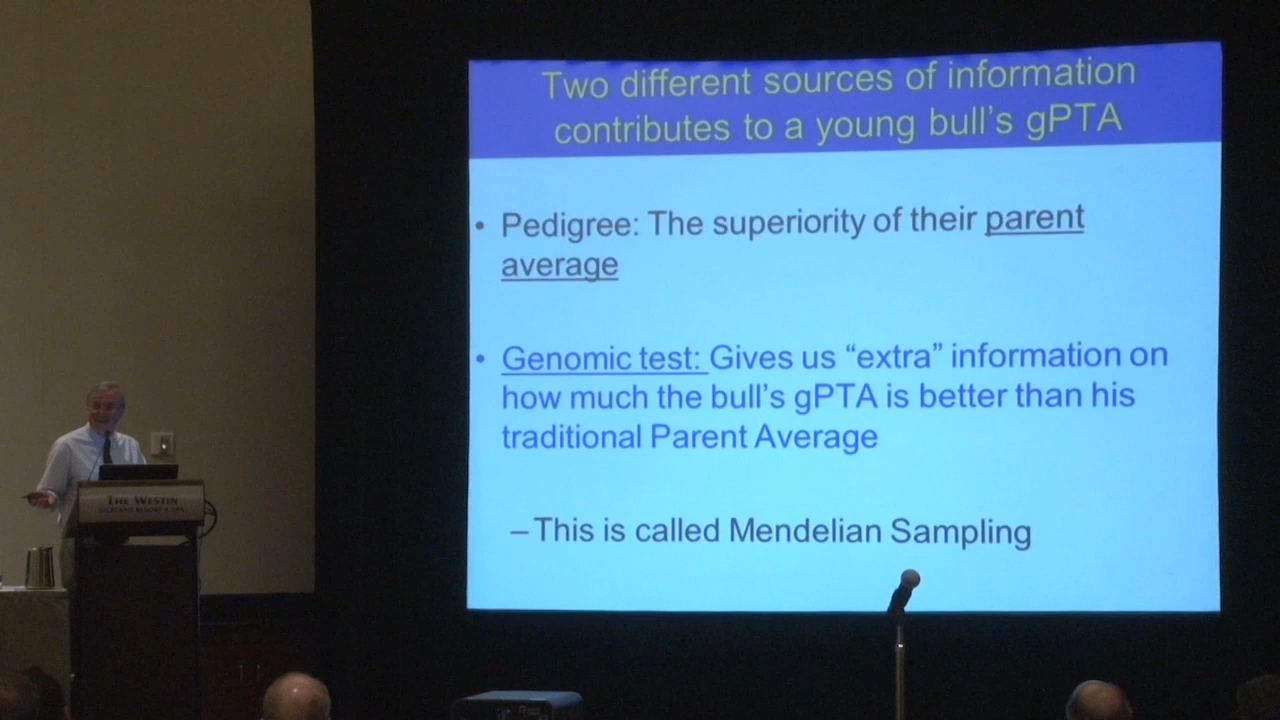 Two different sources of information
contributes to a young bull's gPTA
• Pedigree: The superiority of their parent
average
• Genomic test: Gives us “extra” information on
how much the bull's gPTA is better than his
traditional Parent Average
– This is called Mendelian Sampling
THE WESTIN